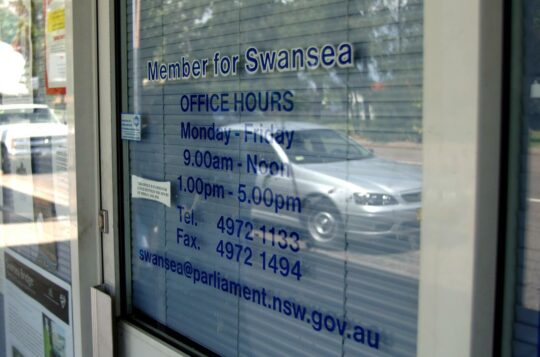 Member for Swansea
OFFICE HOURS
Monday - Friday
9.00am - Noon
1.00pm - 5.00pm
Tel. 4972 1133
Fax. 4972 1494
swansea@parliament.nsw.gov.au